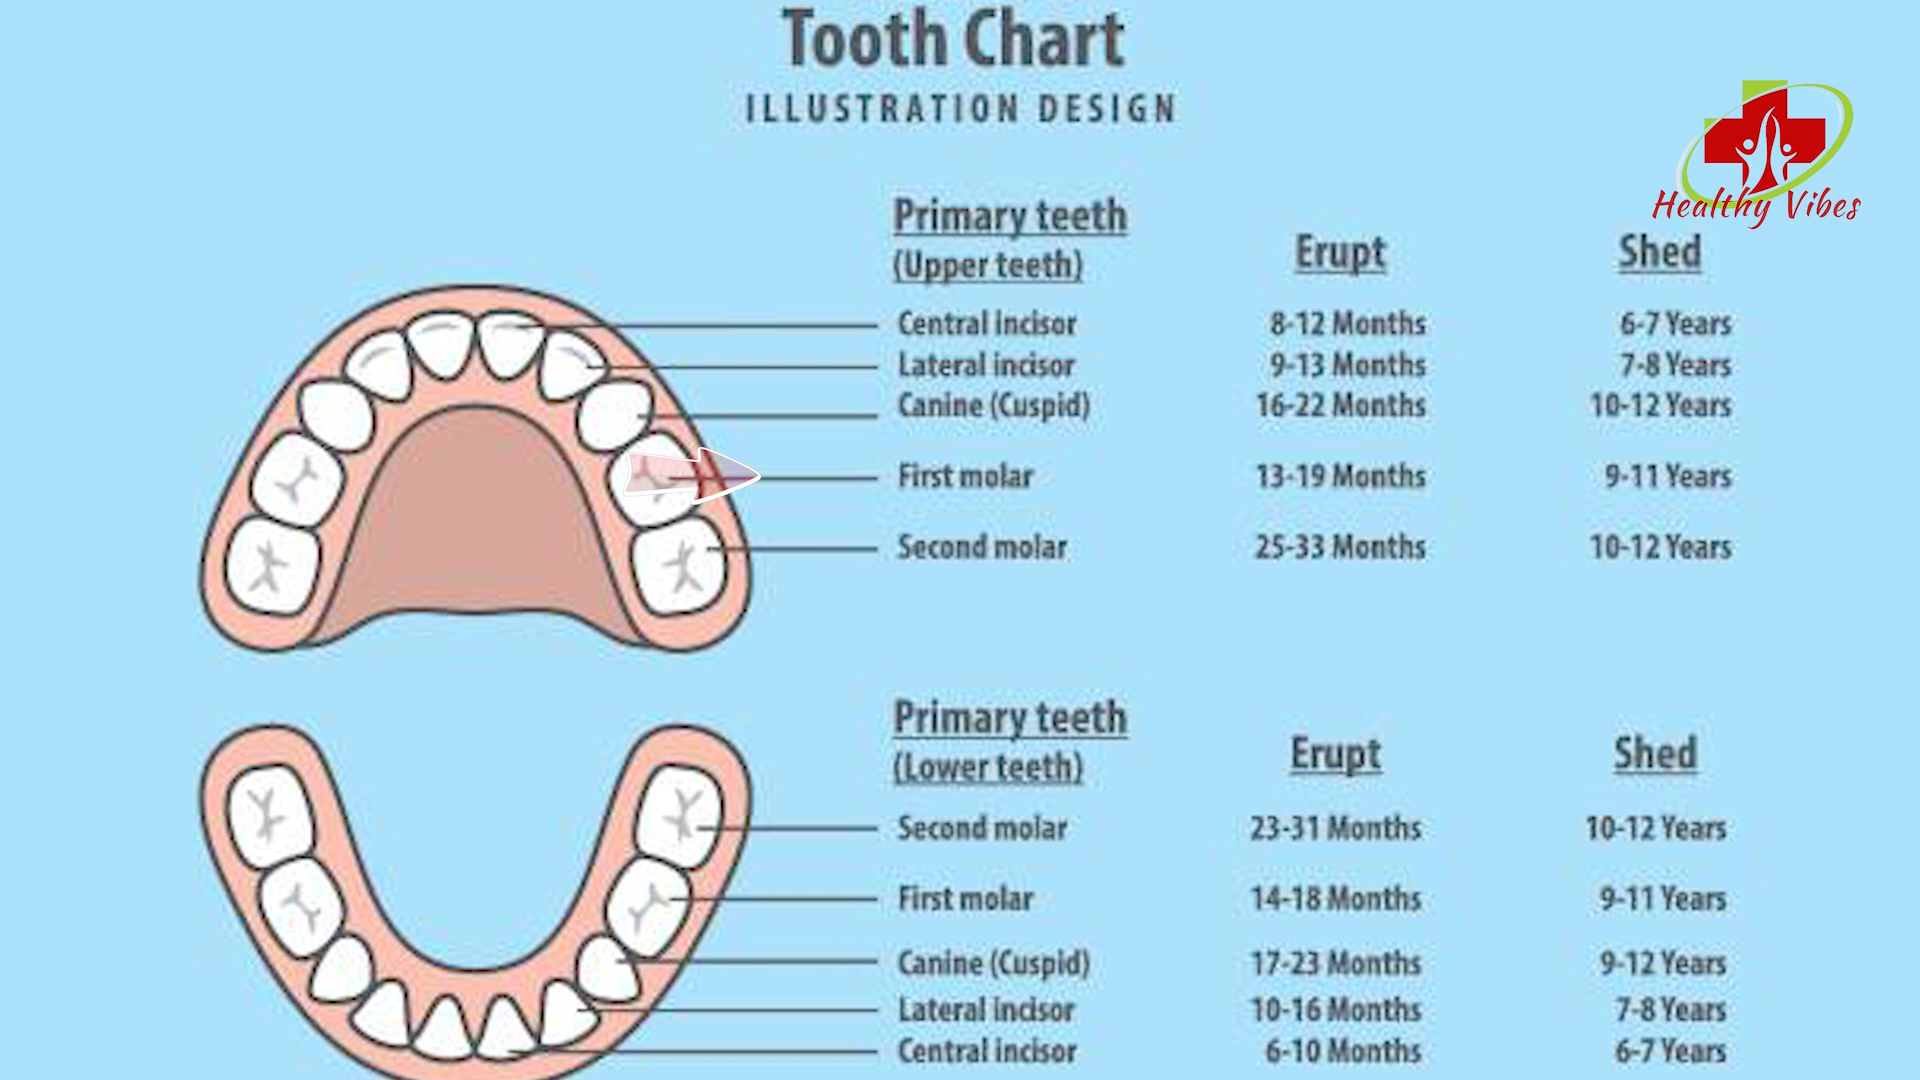 Tooth Chart
ILLUSTRATION DESIGN
Healthy Vibes
Primary teeth
(Upper teeth) Erupt Shed
Central incisor 8-12 Months 6-7 Years
Lateral incisor 9-13 Months 7-8 Years
Canine (Cuspid) 16-22 Months 10-12 Years
First molar 13-19 Months 9-11 Years
Second molar 25-33 Months 10-12 Years
Primary teeth
(Lower teeth) Erupt Shed
Second molar 23-31 Months 10-12 Years
First molar 14-18 Months 9-11 Years
Canine (Cuspid) 17-23 Months 9-12 Years
Lateral incisor 10-16 Months 7-8 Years
Central incisor 6-10 Months 6-7 Years